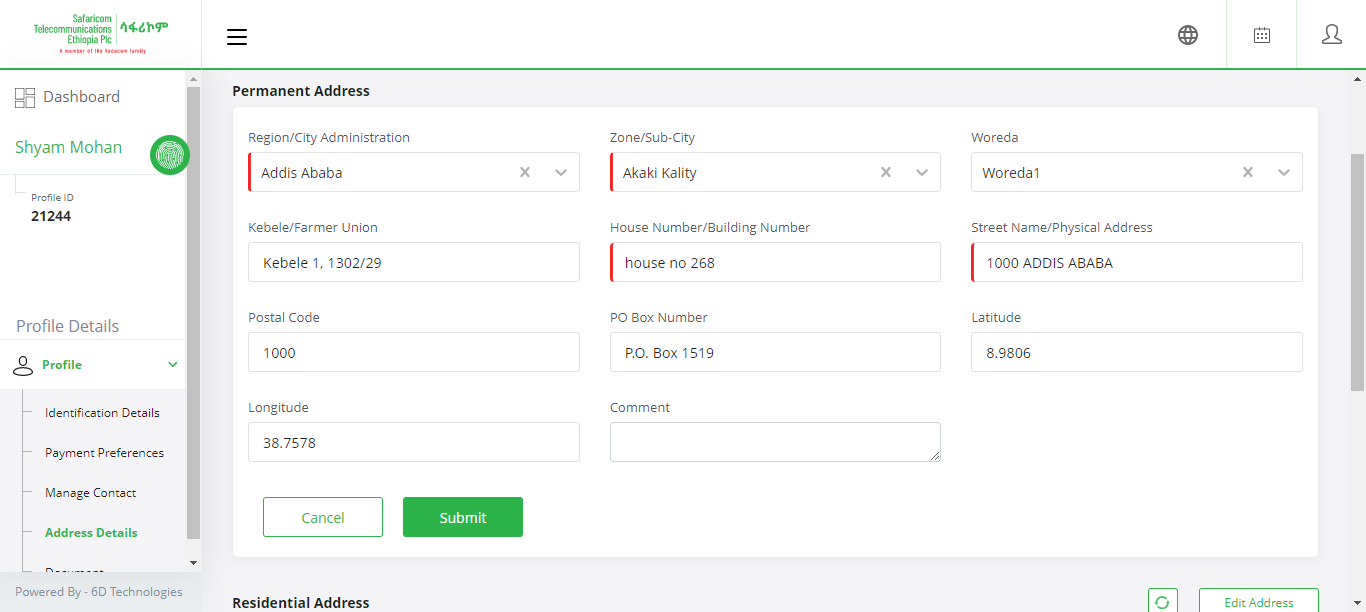 Safaricom
Telecommunications
Ethiopia Plc
ሳፋሪኮም
A member of the Vodacom family
Dashboard
Shyam Mohan
Profile ID
21244
Profile Details
Profile
Identification Details
Payment Preferences
Manage Contact
Address Details
Document
Powered By - 6D Technologies
Permanent Address
Region/City Administration
Zone/Sub-City
Woreda
Addis Ababa
Akaki Kality
Woreda1
Kebele/Farmer Union
House Number/Building Number
Street Name/Physical Address
Kebele 1, 1302/29
house no 268
1000 ADDIS ABABA
Postal Code
PO Box Number
Latitude
1000
P.O. Box 1519
8.9806
Longitude
Comment
38.7578
Cancel
Submit
Residential Address
Edit Address